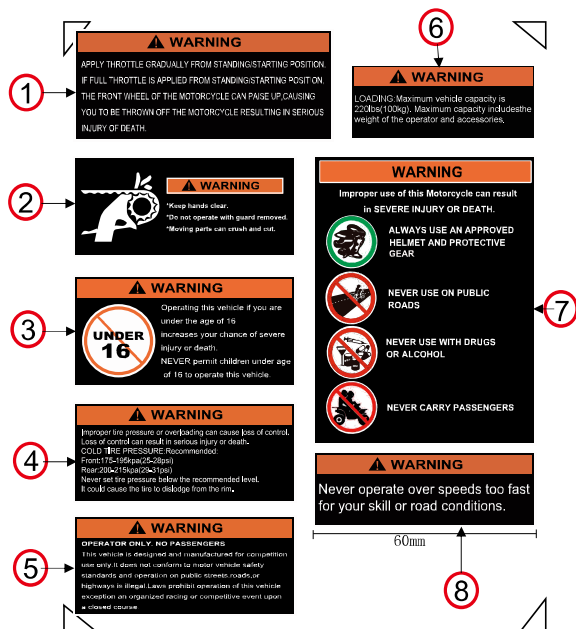 WARNING
APPLY THROTTLE GRADUALLY FROM STANDING/STARTING POSITION.
IF FULL THROTTLE IS APPLIED FROM STANDING/STARTING POSITION,
THE FRONT WHEEL OF THE MOTORCYCLE CAN PAISE UP,CAUSING
YOU TO BE THROWN OFF THE MOTORCYCLE RESULTING IN SERIOUS
INJURY OF DEATH.
1
WARNING
*Keep hands clear.
*Do not operate with guard removed.
*Moving parts can crush and cut.
2
WARNING
UNDER
16
Operating this vehicle if you are
under the age of 16
increases your chance of severe
injury or death.
NEVER permit children under age
of 16 to operate this vehicle.
3
WARNING
Improper tire pressure or overloading can cause loss of control.
Loss of control can result in serious injury or death.
COLD TIRE PRESSURE:Recommended:
Front:175-195kpa(25-28psi)
Rear:200-215kpa(29-31psi)
Never set tire pressure below the recommended level.
It could cause the tire to dislodge from the rim.
4
WARNING
OPERATOR ONLY. NO PASSENGERS
This vehicle is designed and manufactured for competition
use only.It does not conform to motor vehicle safety
standards and operation on public streets.roads,or
highways is illegal.Laws prohibit operation of this vehicle
exception an organized racing or competitive event upon
a closed course
5
6
WARNING
LOADING:Maximum vehicle capacity is
220lbs(100kg). Maximum capacity includesthe
weight of the operator and accessories,
WARNING
Improper use of this Motorcycle can result
in SEVERE INJURY OR DEATH.
ALWAYS USE AN APPROVED
HELMET AND PROTECTIVE
GEAR
NEVER USE ON PUBLIC
ROADS
NEVER USE WITH DRUGS
OR ALCOHOL
NEVER CARRY PASSENGERS
7
WARNING
Never operate over speeds too fast
for your skill or road conditions.
60mm
8